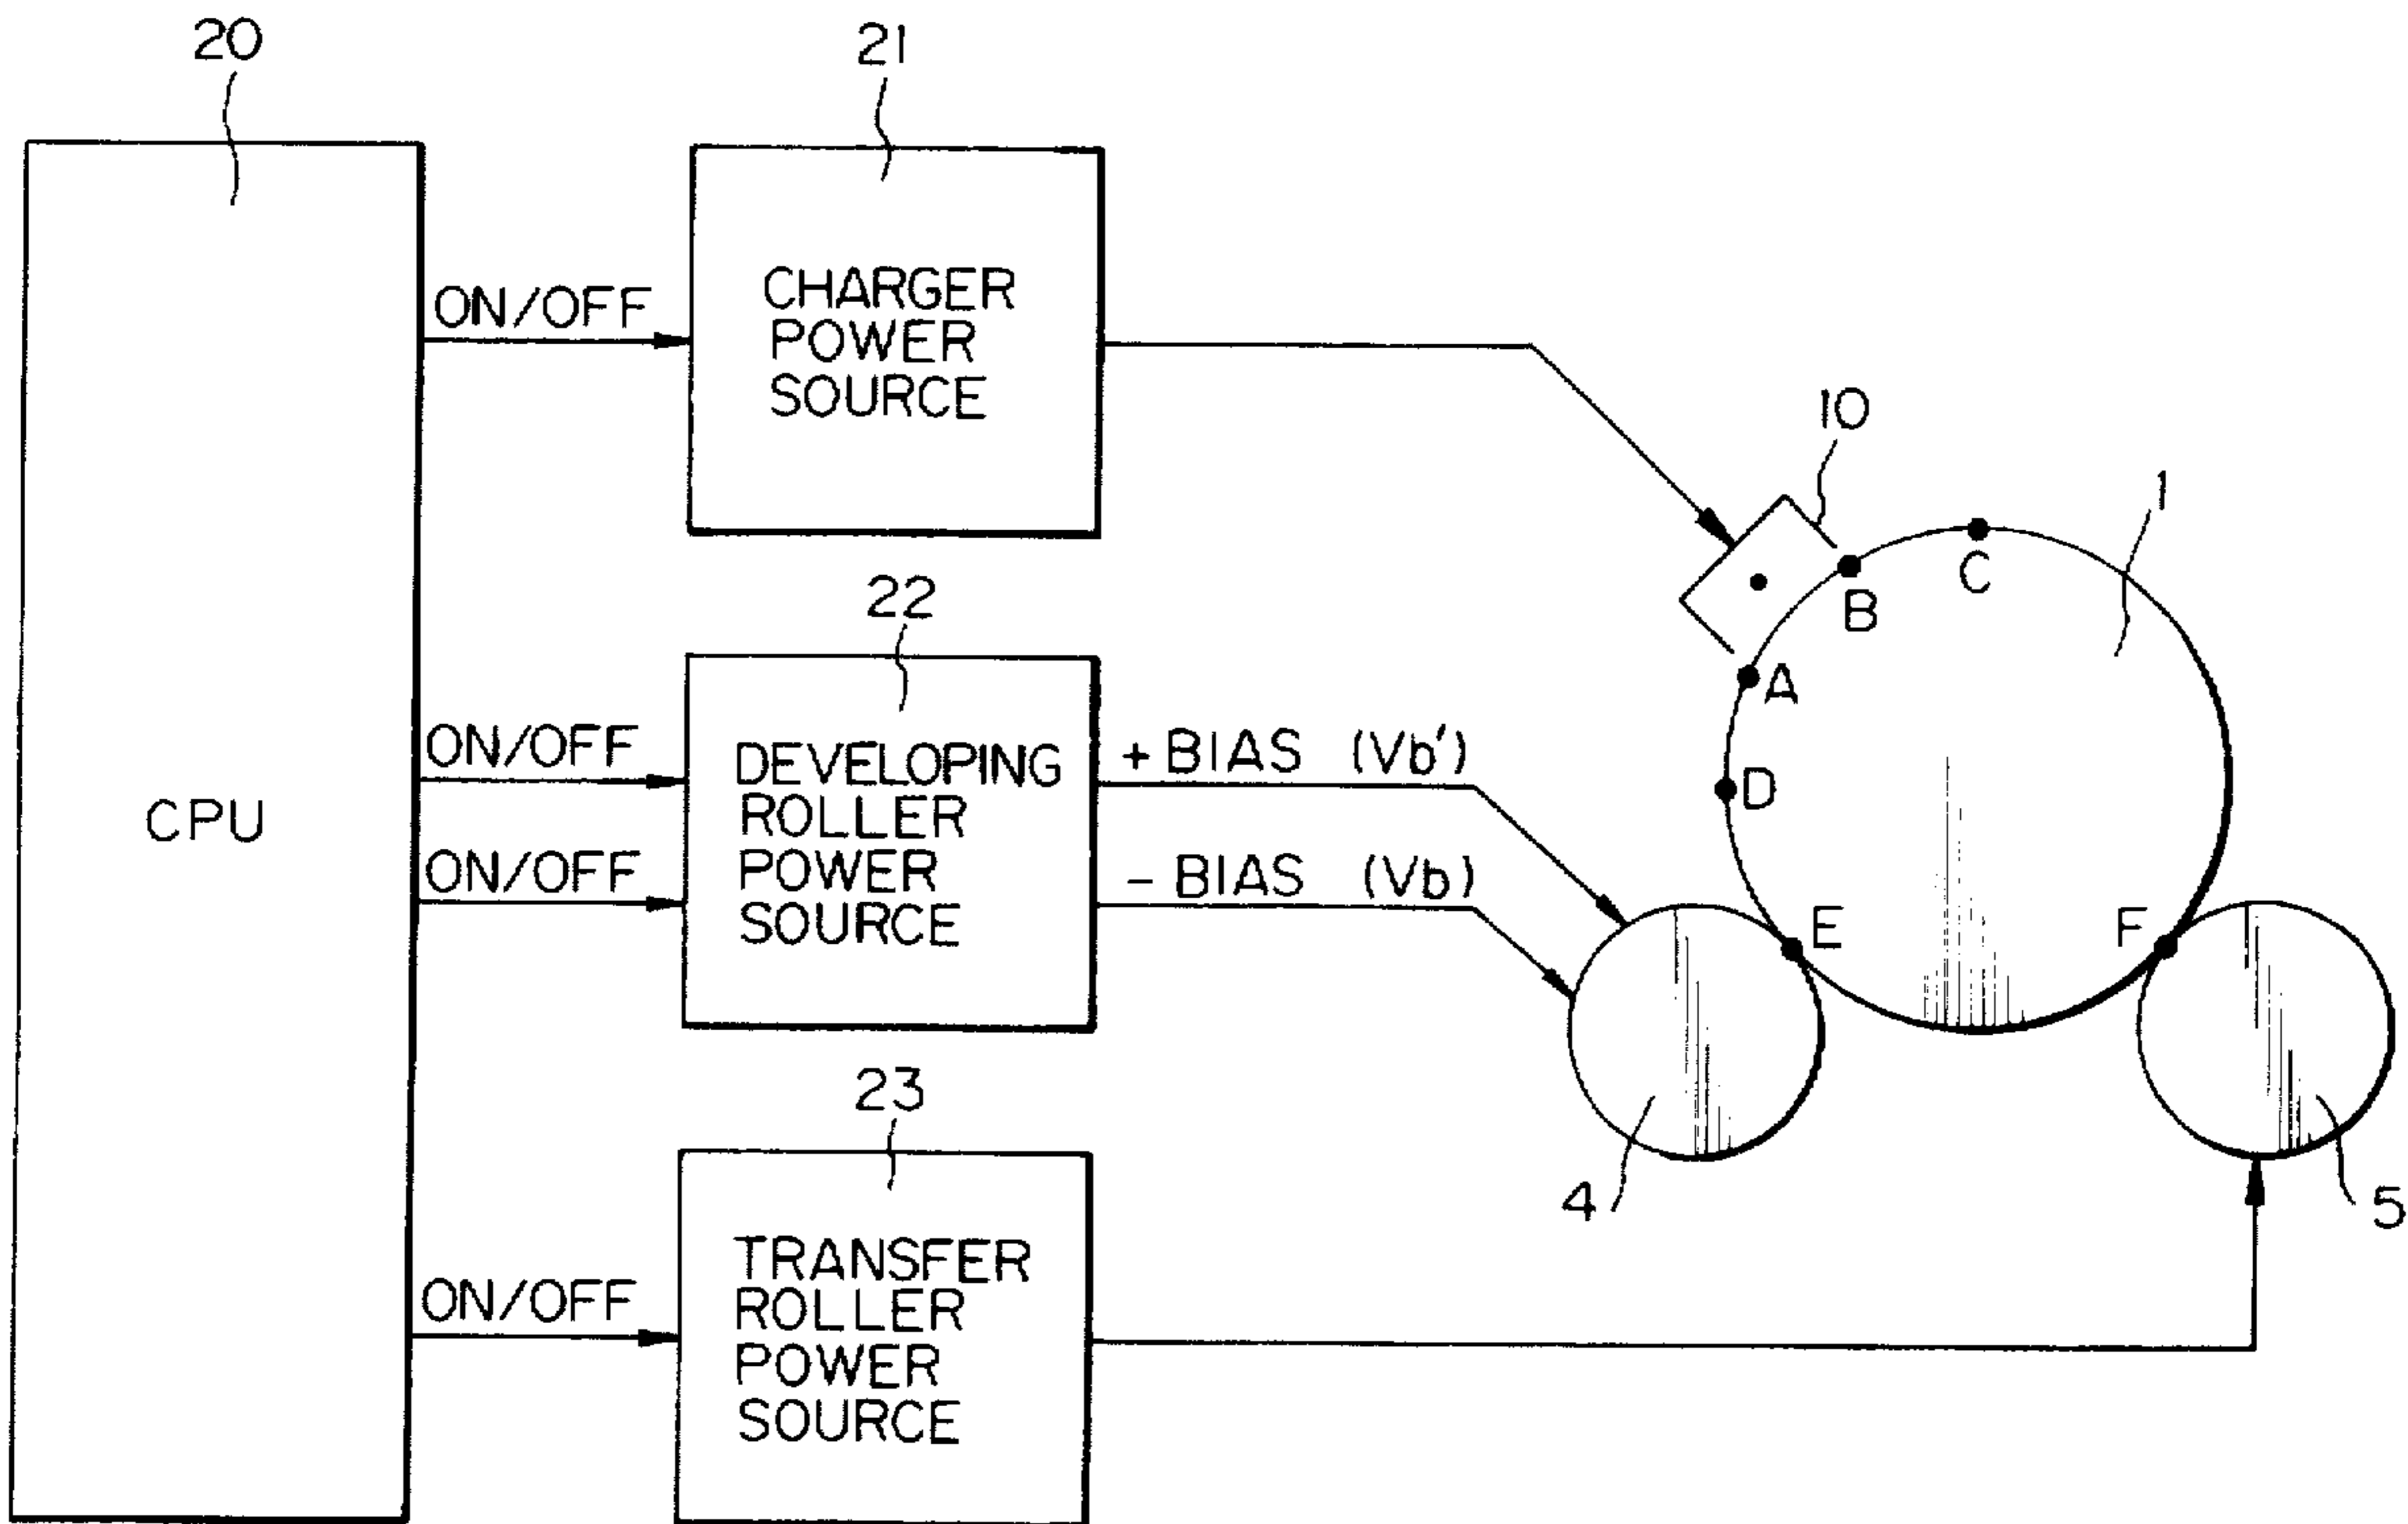 20
21
ON/OFF
CHARGER
POWER
SOURCE
10
1
C
B
A
D
22
CPU
ON/OFF
ON/OFF
DEVELOPING
ROLLER
POWER
SOURCE
+ BIAS (Vb')
- BIAS (Vb)
E
F
4
5
23
ON/OFF
TRANSFER
ROLLER
POWER
SOURCE